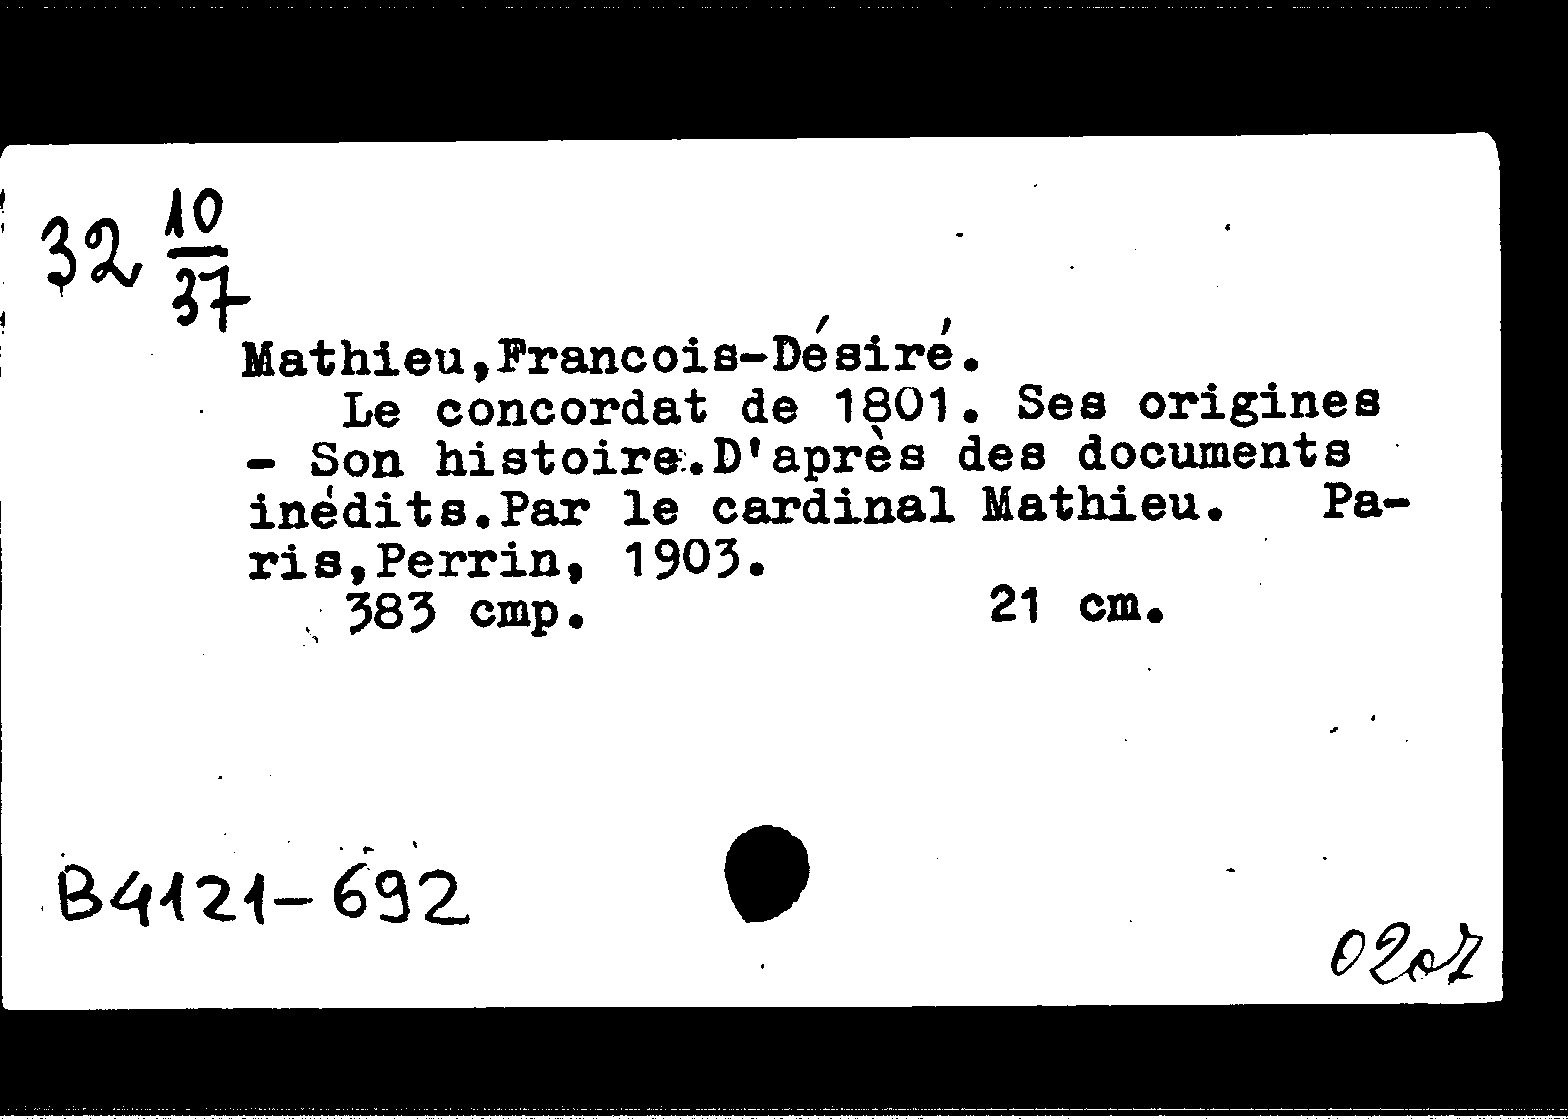 32 10/37
Mathieu,Francois-Désiré.
Le concordat de 1801. Ses origines
- Son histoire.D'après des documents
inédits.Par le cardinal Mathieu. Pa-
ris,Perrin, 1903.
383 cmp. 21 cm.
B4121-692
0207